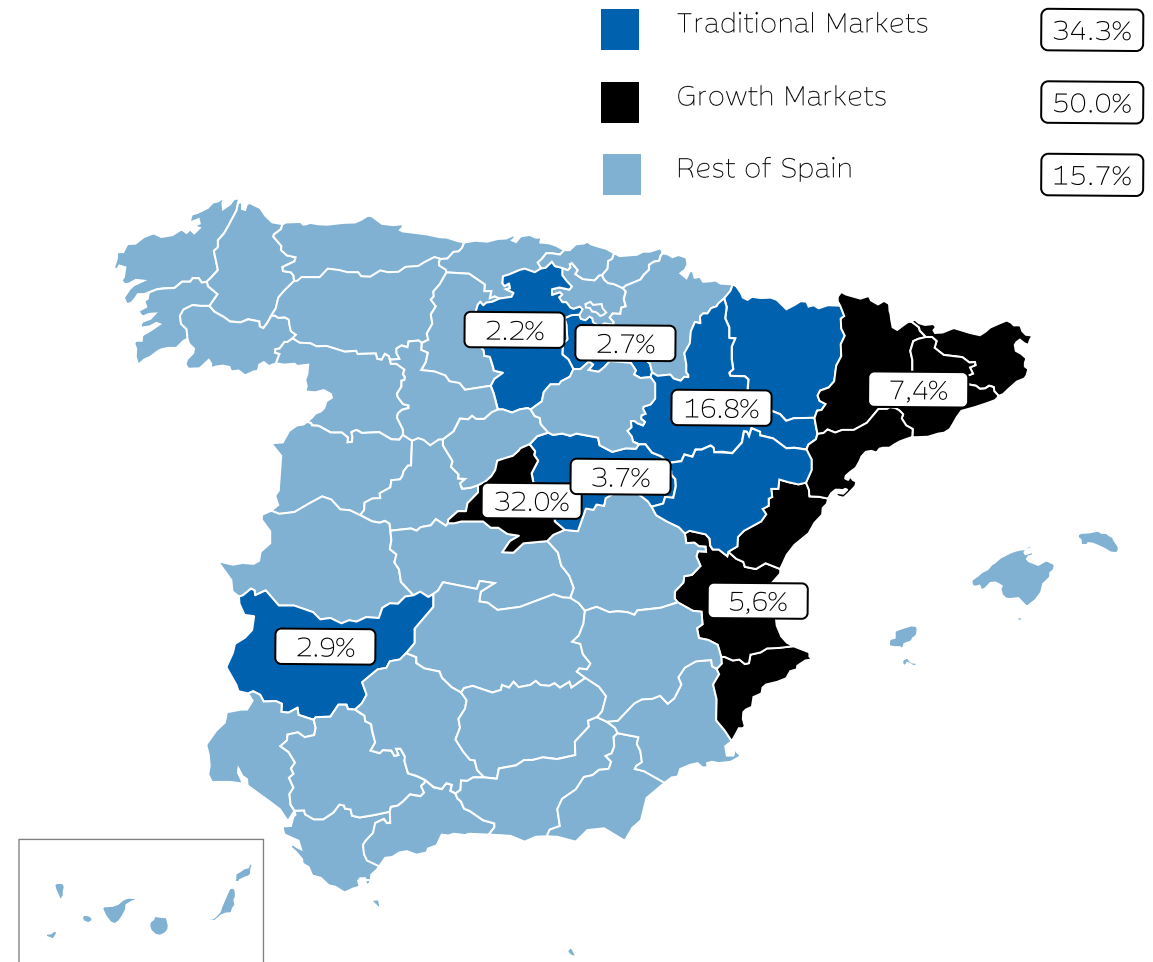 Traditional Markets 34.3%
Growth Markets 50.0%
Rest of Spain 15.7%
2.2%
2.7%
7,4%
16.8%
3.7%
32.0%
5,6%
2.9%